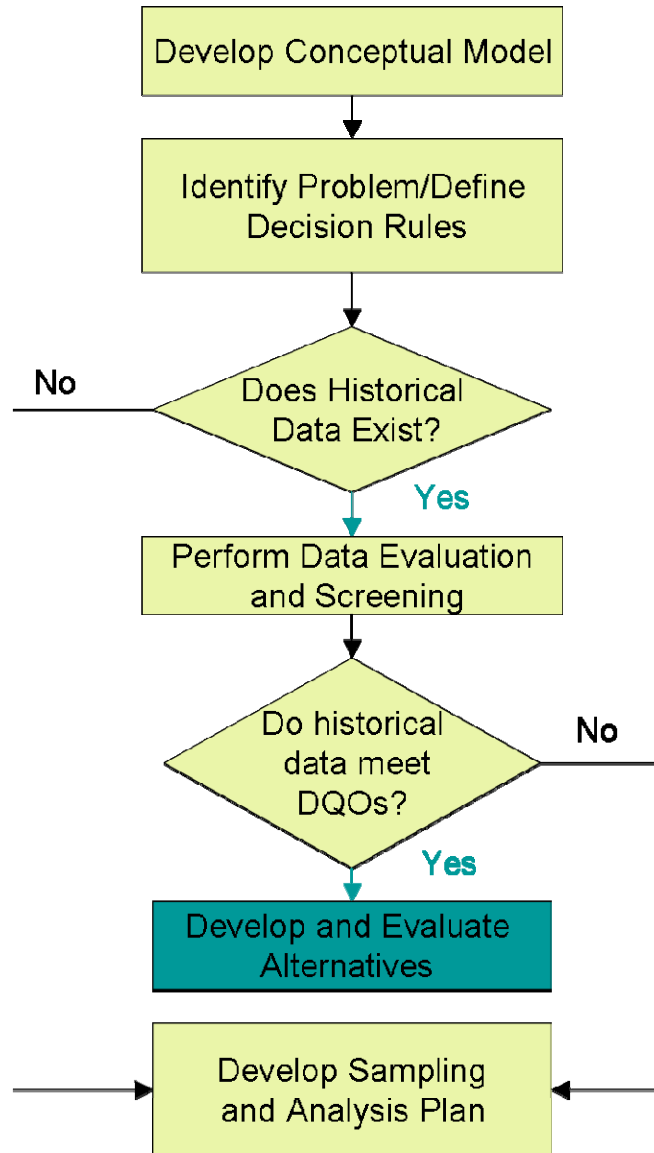 Develop Conceptual Model
Identify Problem/Define
Decision Rules
No
Does Historical
Data Exist?
Yes
Perform Data Evaluation
and Screening
Do historical
data meet
DQOs?
No
Yes
Develop and Evaluate
Alternatives
Develop Sampling
and Analysis Plan